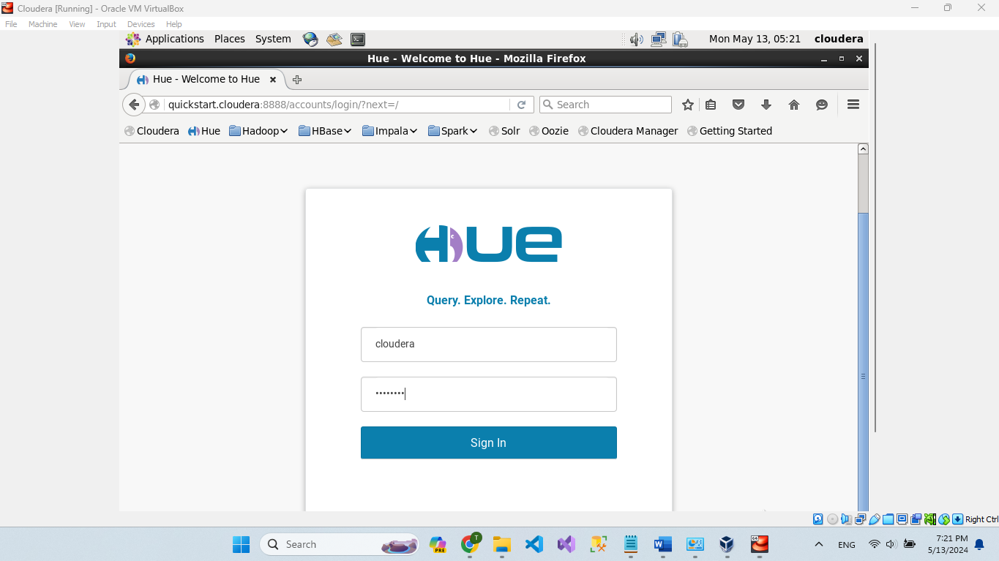 Cloudera [Running] - Oracle VM VirtualBox
File Machine View Input Devices Help
Applications Places System Mon May 13, 05:21 cloudera
Hue - Welcome to Hue - Mozilla Firefox
Hue - Welcome to Hue
quickstart.cloudera:8888/accounts/login/?next=/ Search
Cloudera Hue Hadoop HBase Impala Spark Solr Oozie Cloudera Manager Getting Started
HUE
Query. Explore. Repeat.
cloudera
••••••••
Sign In
Right Ctrl
Search PRE T 64 ENG 7:21 PM
5/13/2024